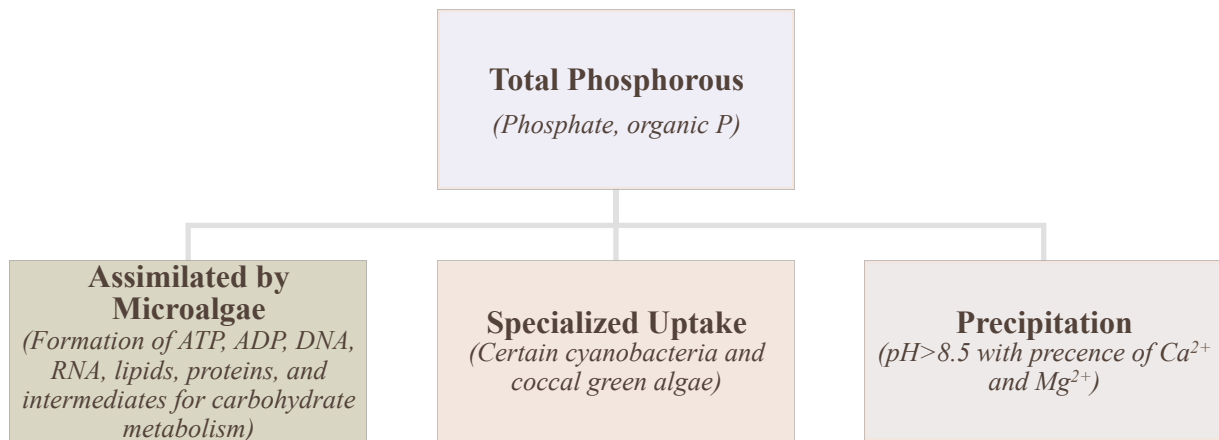 Total Phosphorous
(Phosphate, organic P)
Assimilated by
Microalgae
(Formation of ATP, ADP, DNA,
RNA, lipids, proteins, and
intermediates for carbohydrate
metabolism)
Specialized Uptake
(Certain cyanobacteria and
coccal green algae)
Precipitation
(pH>8.5 with precence of Ca²⁺
and Mg²⁺)